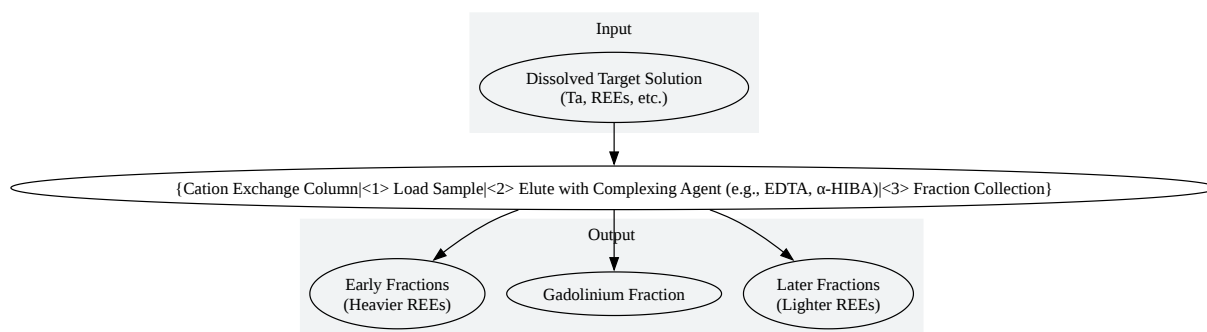 Input
Dissolved Target Solution
(Ta, REEs, etc.)
{Cation Exchange Column|<1> Load Sample|<2> Elute with Complexing Agent (e.g., EDTA, α-HIBA)|<3> Fraction Collection}
Output
Early Fractions
(Heavier REEs)
Gadolinium Fraction
Later Fractions
(Lighter REEs)